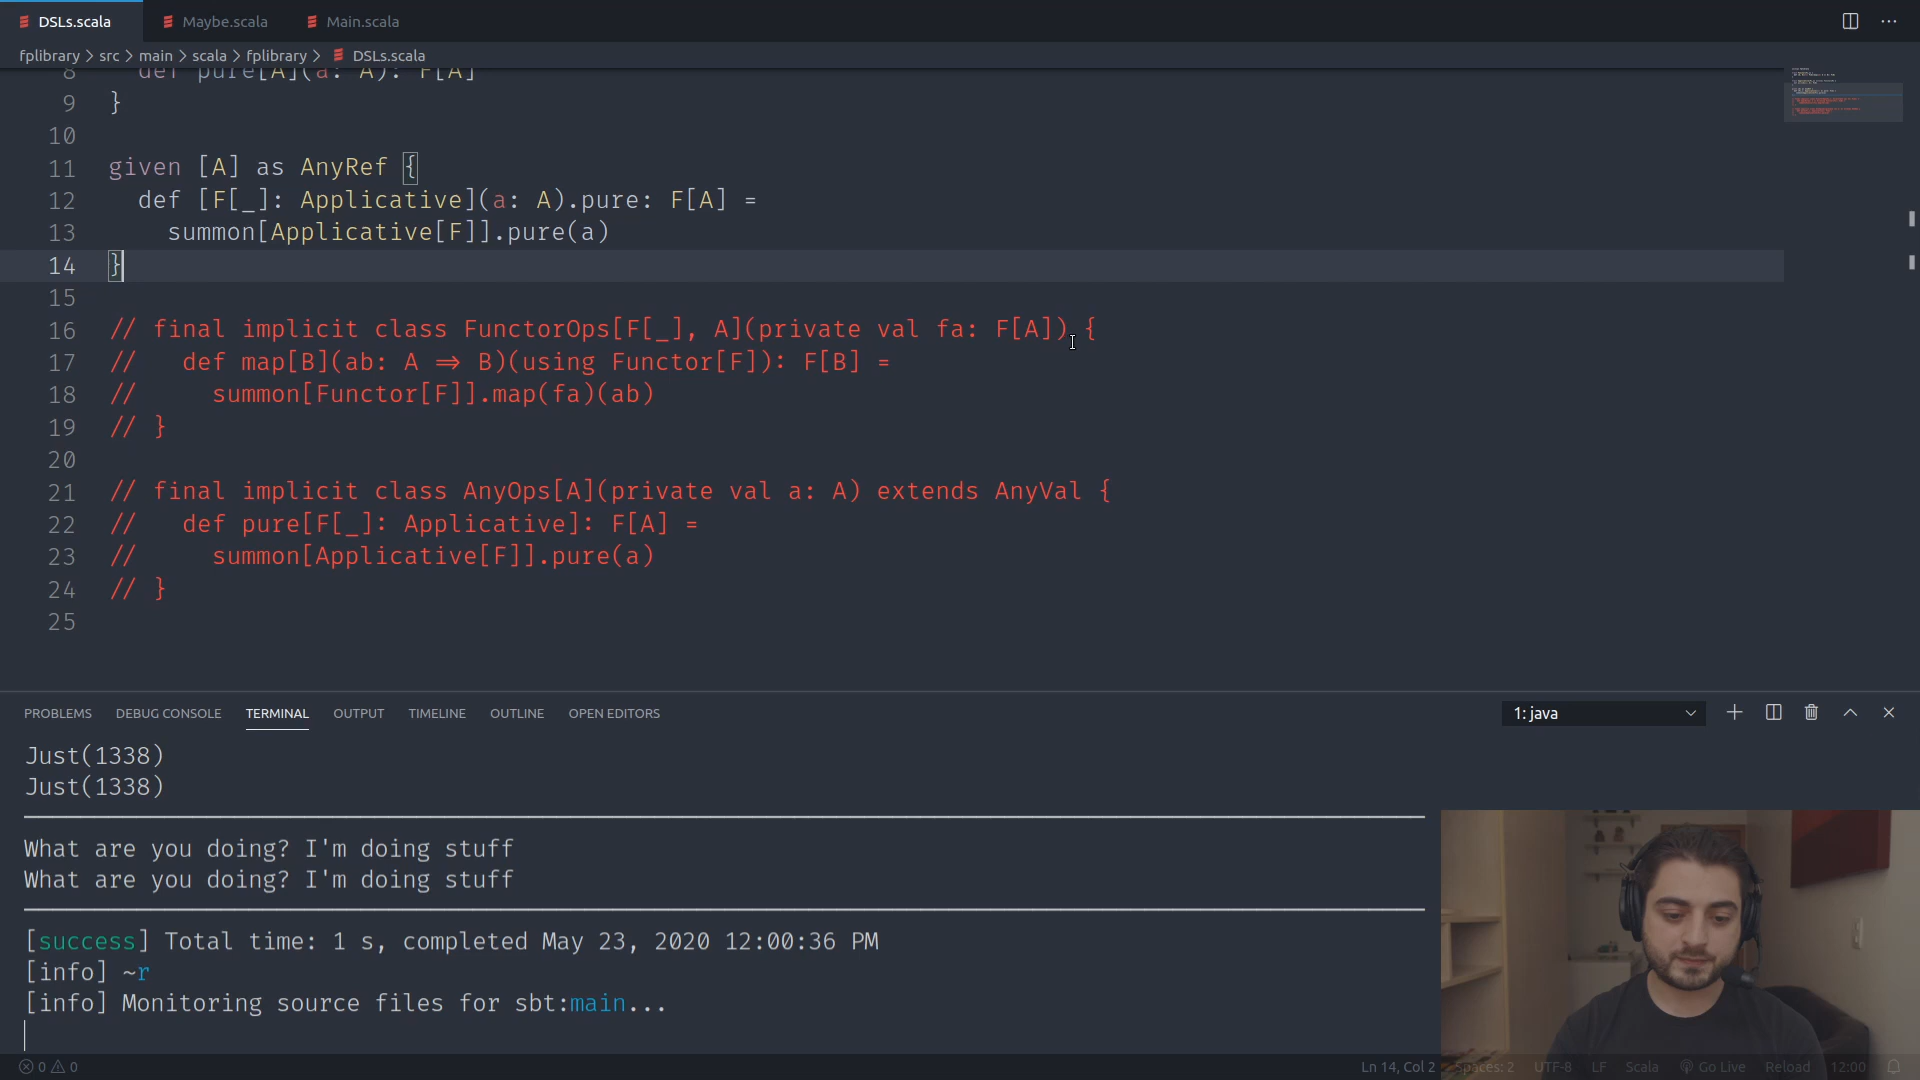 DSLs.scala
Maybe.scala
Main.scala
fplibrary > src > main > scala > fplibrary > DSLs.scala
8 def pure[A](a: A): F[A]
9 }
10
11 given [A] as AnyRef {
12 def [F[_]: Applicative](a: A).pure: F[A] =
13 summon[Applicative[F]].pure(a)
14 }
15
16 // final implicit class FunctorOps[F[_], A](private val fa: F[A]) {
17 // def map[B](ab: A ⇒ B)(using Functor[F]): F[B] =
18 // summon[Functor[F]].map(fa)(ab)
19 // }
20
21 // final implicit class AnyOps[A](private val a: A) extends AnyVal {
22 // def pure[F[_]: Applicative]: F[A] =
23 // summon[Applicative[F]].pure(a)
24 // }
25
PROBLEMS DEBUG CONSOLE TERMINAL OUTPUT TIMELINE OUTLINE OPEN EDITORS 1: java
Just(1338)
Just(1338)
What are you doing? I'm doing stuff
What are you doing? I'm doing stuff
[success] Total time: 1 s, completed May 23, 2020 12:00:36 PM
[info] ~r
[info] Monitoring source files for sbt:main...
0 0 Ln 14, Col 2 Spaces: 2 UTF-8 LF Scala Go Live Reload 12:00